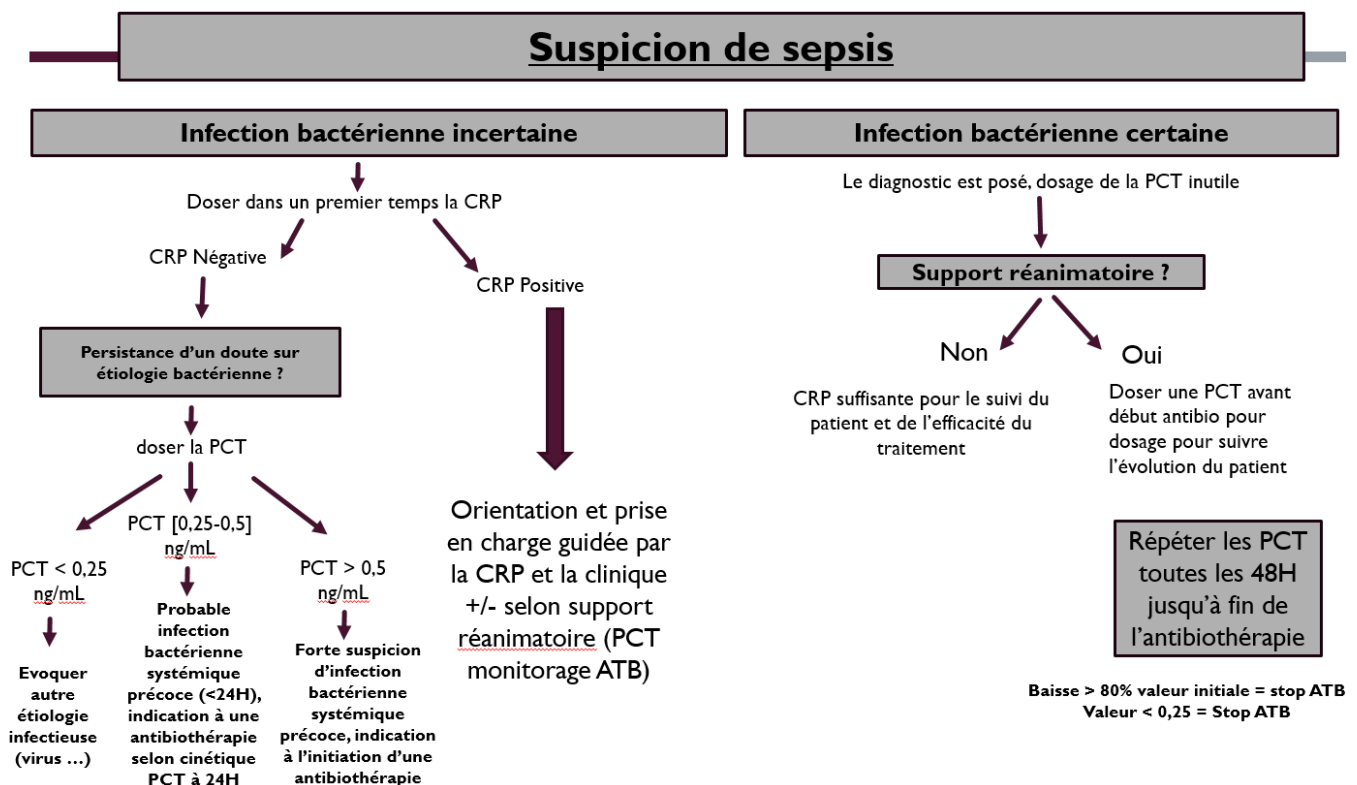 Suspicion de sepsis
Infection bactérienne incertaine
Doser dans un premier temps la CRP
CRP Négative
CRP Positive
Persistance d'un doute sur
étiologie bactérienne ?
doser la PCT
PCT < 0,25
ng/mL
Evoquer
autre
étiologie
infectieuse
(virus ...)
PCT [0,25-0,5]
ng/mL
Probable
infection
bactérienne
systémique
précoce (<24H),
indication à une
antibiothérapie
selon cinétique
PCT à 24H
PCT > 0,5
ng/mL
Forte suspicion
d'infection
bactérienne
systémique
précoce, indication
à l'initiation d'une
antibiothérapie
Orientation et prise
en charge guidée par
la CRP et la clinique
+/- selon support
réanimatoire (PCT
monitorage ATB)
Infection bactérienne certaine
Le diagnostic est posé, dosage de la PCT inutile
Support réanimatoire ?
Non
CRP suffisante pour le suivi du
patient et de l'efficacité du
traitement
Oui
Doser une PCT avant
début antibio pour
dosage pour suivre
l'évolution du patient
Répéter les PCT
toutes les 48H
jusqu'à fin de
l'antibiothérapie
Baisse > 80% valeur initiale = stop ATB
Valeur < 0,25 = Stop ATB